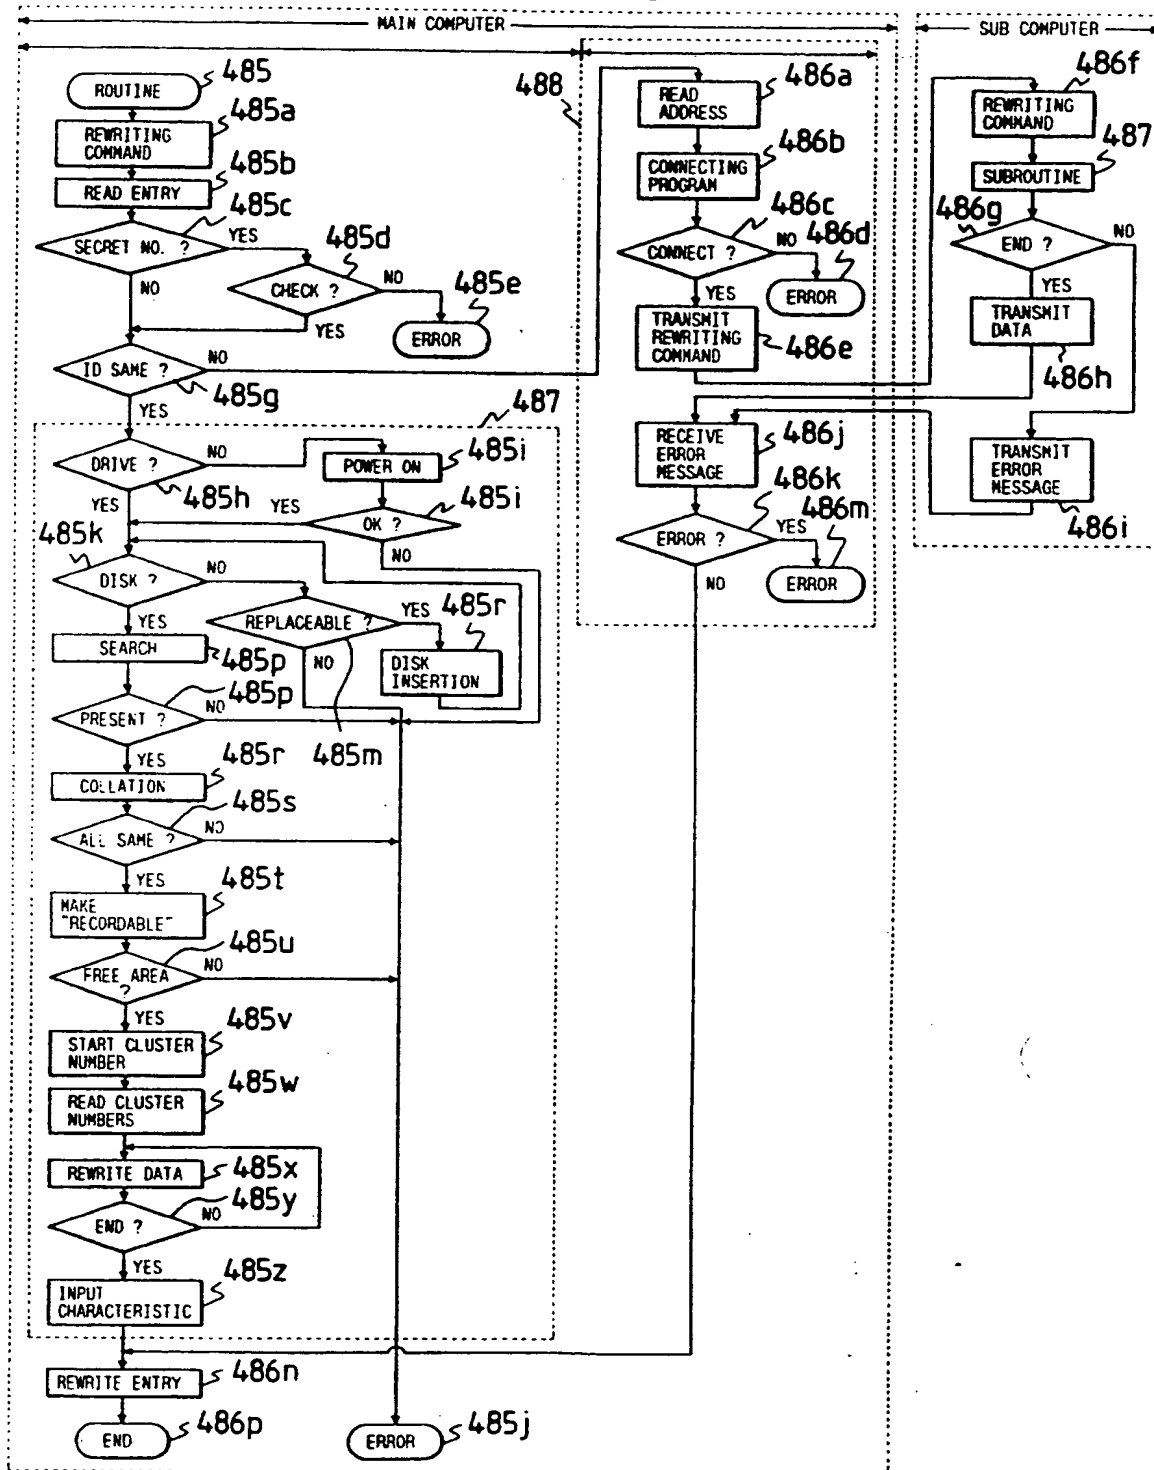 MAIN COMPUTER
SUB COMPUTER
ROUTINE
485
485a
REWRITING
COMMAND
485b
READ ENTRY
485c
SECRET NO. ?
YES
NO
485d
CHECK ?
NO
YES
485e
ERROR
ID SAME ?
NO
YES
485g
487
DRIVE ?
NO
YES
485h
POWER ON
485i
OK ?
YES
NO
485i
485k
DISK ?
NO
YES
REPLACEABLE ?
YES
NO
485m
485r
DISK
INSERTION
SEARCH
485p
PRESENT ?
485p
NO
YES
COLLATION
485r
ALL SAME ?
485s
NO
YES
MAKE
"RECORDABLE"
485t
FREE AREA
?
485u
NO
YES
START CLUSTER
NUMBER
485v
READ CLUSTER
NUMBERS
485w
REWRITE DATA
485x
END ?
485y
NO
YES
INPUT
CHARACTERISTIC
485z
REWRITE ENTRY
486n
END
486p
ERROR
485j
488
READ
ADDRESS
486a
CONNECTING
PROGRAM
486b
CONNECT ?
486c
NO
YES
486d
ERROR
TRANSMIT
REWRITING
COMMAND
486e
RECEIVE
ERROR
MESSAGE
486j
ERROR ?
486k
YES
NO
486m
ERROR
486f
REWRITING
COMMAND
487
SUBROUTINE
486g
END ?
NO
YES
TRANSMIT
DATA
486h
TRANSMIT
ERROR
MESSAGE
486i